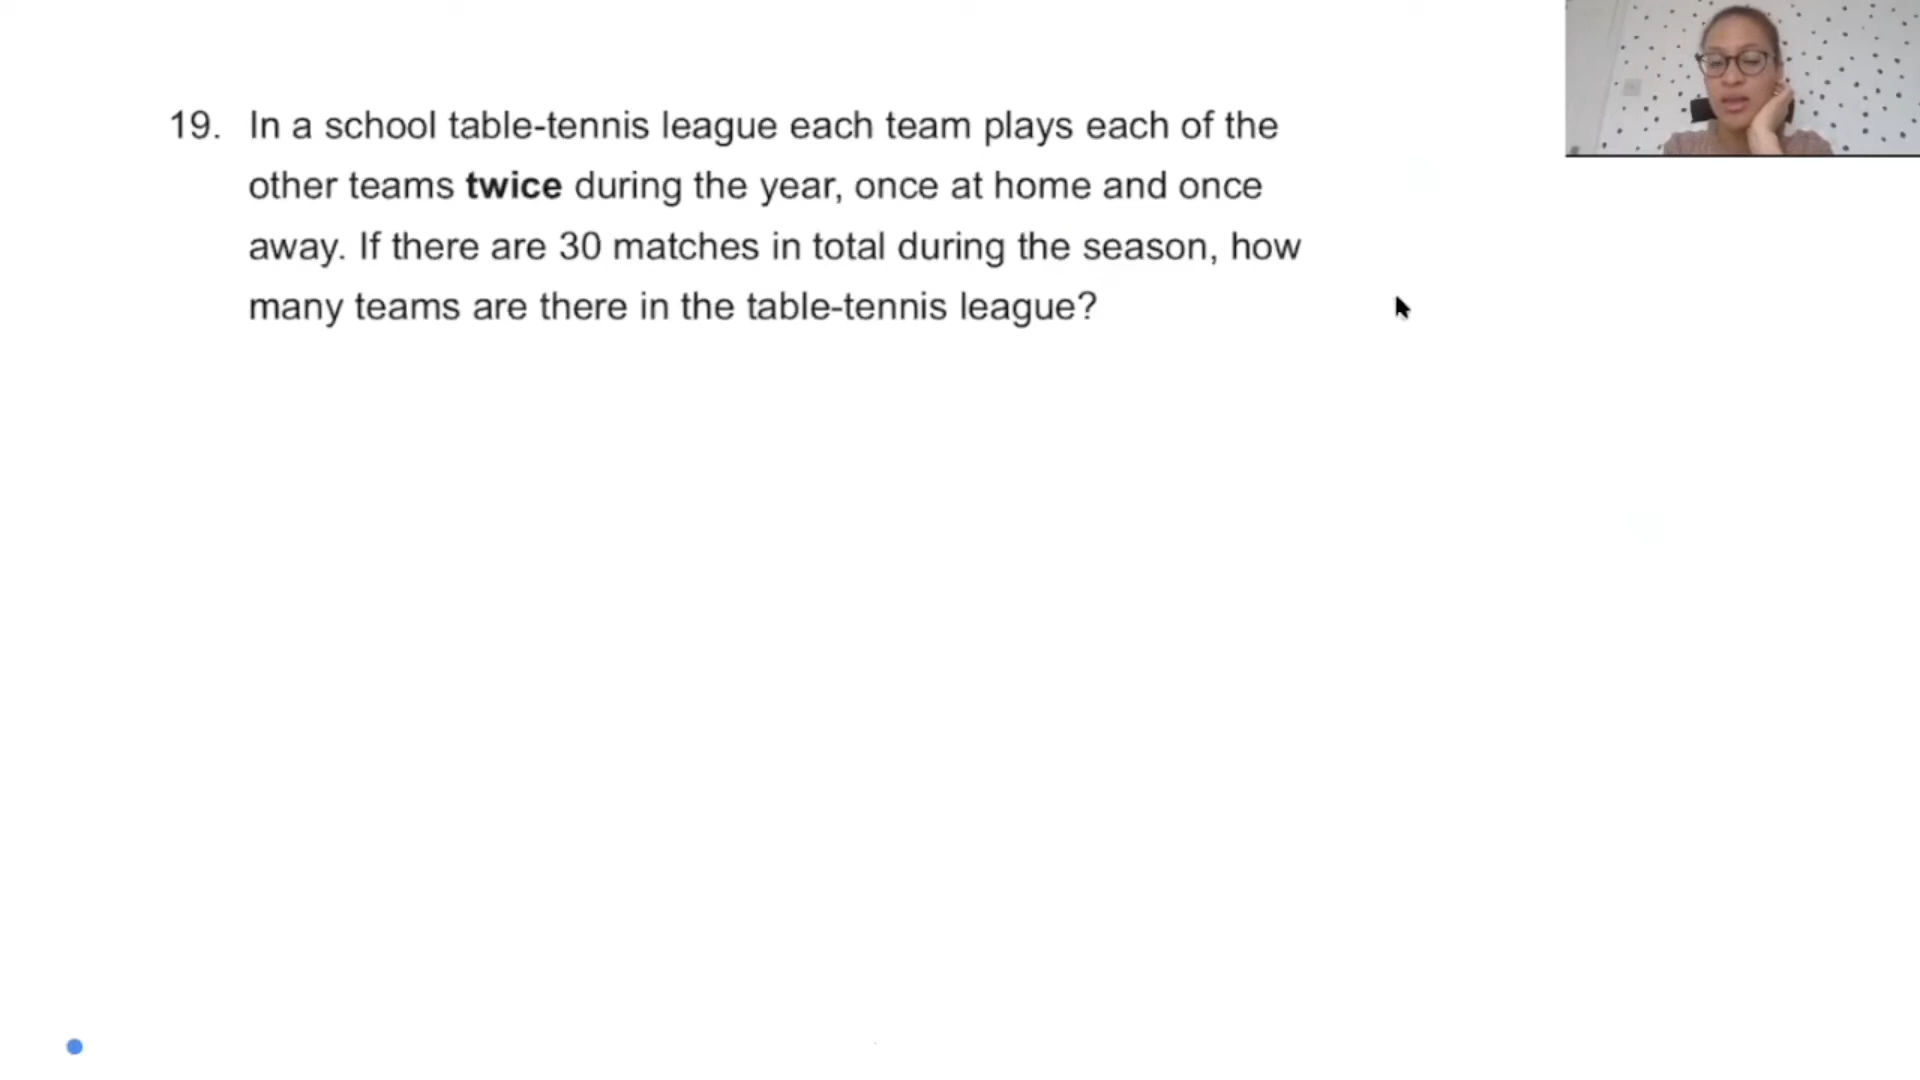 19. In a school table-tennis league each team plays each of the
other teams twice during the year, once at home and once
away. If there are 30 matches in total during the season, how
many teams are there in the table-tennis league?